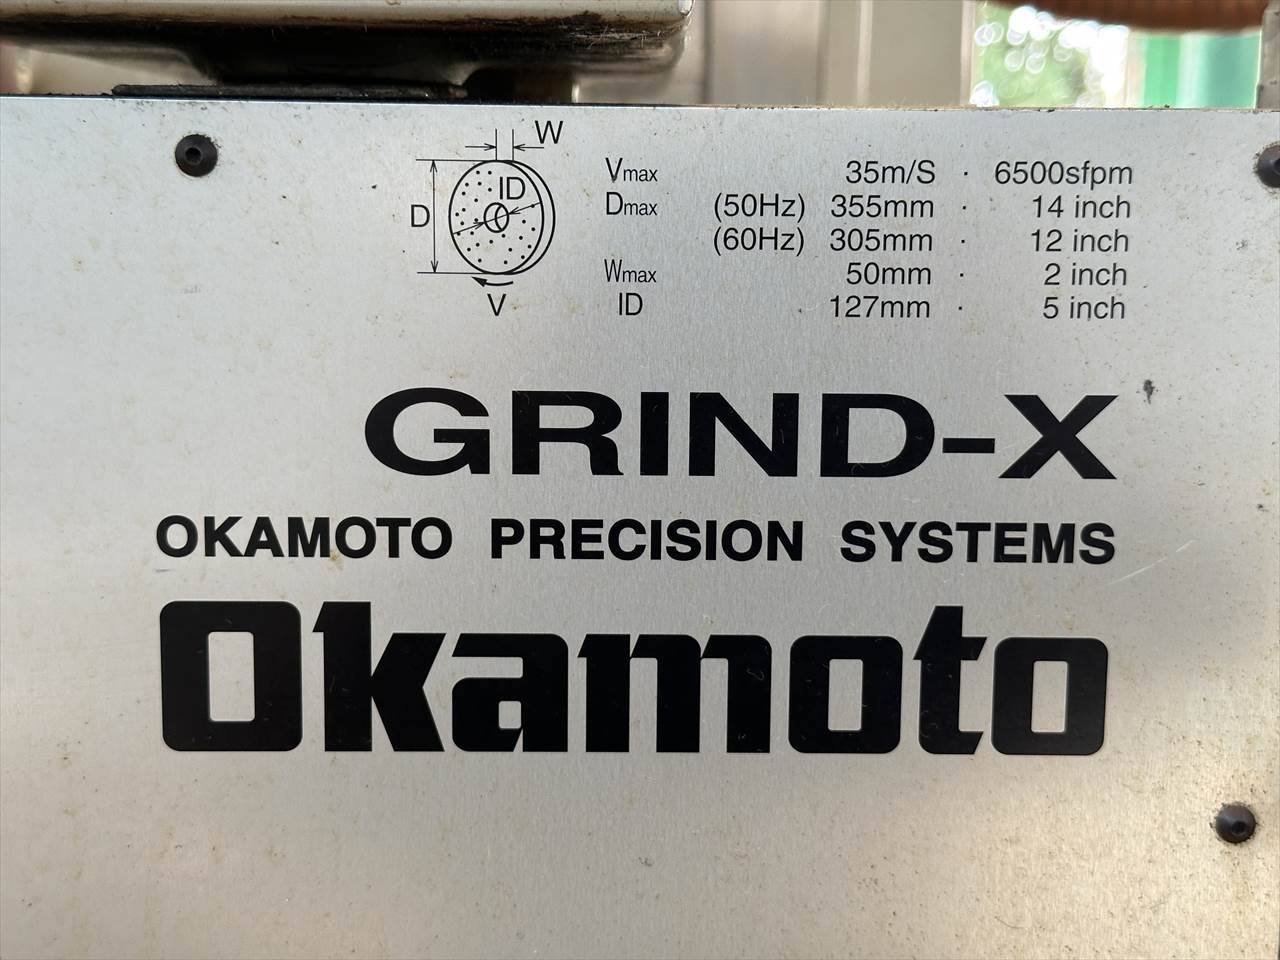 W
D
ID
V
Vmax 35m/S · 6500sfpm
Dmax (50Hz) 355mm · 14 inch
(60Hz) 305mm · 12 inch
Wmax 50mm · 2 inch
ID 127mm · 5 inch
GRIND-X
OKAMOTO PRECISION SYSTEMS
Okamoto